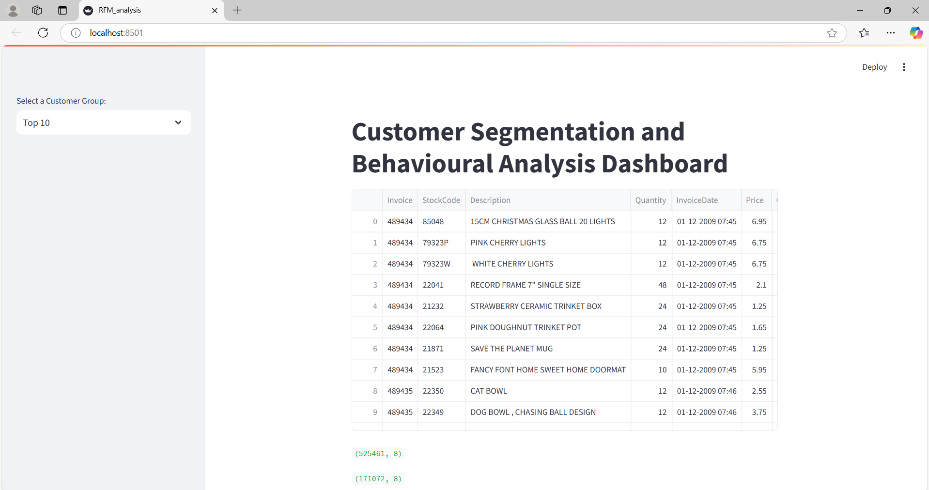 RFM_analysis
localhost:8501
Deploy
Select a Customer Group:
Top 10
Customer Segmentation and
Behavioural Analysis Dashboard
Invoice StockCode Description Quantity InvoiceDate Price
0 489434 85048 15CM CHRISTMAS GLASS BALL 20 LIGHTS 12 01-12-2009 07:45 6.95
1 489434 79323P PINK CHERRY LIGHTS 12 01-12-2009 07:45 6.75
2 489434 79323W WHITE CHERRY LIGHTS 12 01-12-2009 07:45 6.75
3 489434 22041 RECORD FRAME 7" SINGLE SIZE 48 01-12-2009 07:45 2.1
4 489434 21232 STRAWBERRY CERAMIC TRINKET BOX 24 01-12-2009 07:45 1.25
5 489434 22064 PINK DOUGHNUT TRINKET POT 24 01-12-2009 07:45 1.65
6 489434 21871 SAVE THE PLANET MUG 24 01-12-2009 07:45 1.25
7 489434 21523 FANCY FONT HOME SWEET HOME DOORMAT 10 01-12-2009 07:45 5.95
8 489435 22350 CAT BOWL 12 01-12-2009 07:46 2.55
9 489435 22349 DOG BOWL , CHASING BALL DESIGN 12 01-12-2009 07:46 3.75
(525461, 8)
(171072, 8)